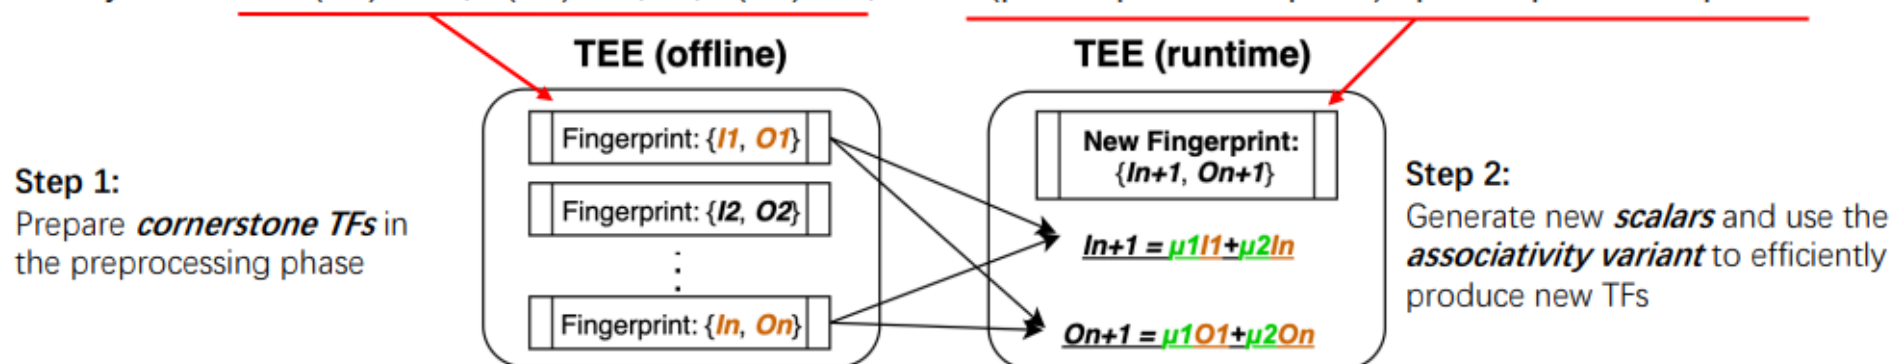 TEE (offline)
TEE (runtime)
Step 1:
Prepare cornerstone TFs in
the preprocessing phase
Fingerprint: {I1, O1}
Fingerprint: {I2, O2}
⋮
Fingerprint: {In, On}
New Fingerprint:
{In+1, On+1}
In+1 = μ1I1+μ2In
On+1 = μ1O1+μ2On
Step 2:
Generate new scalars and use the
associativity variant to efficiently
produce new TFs